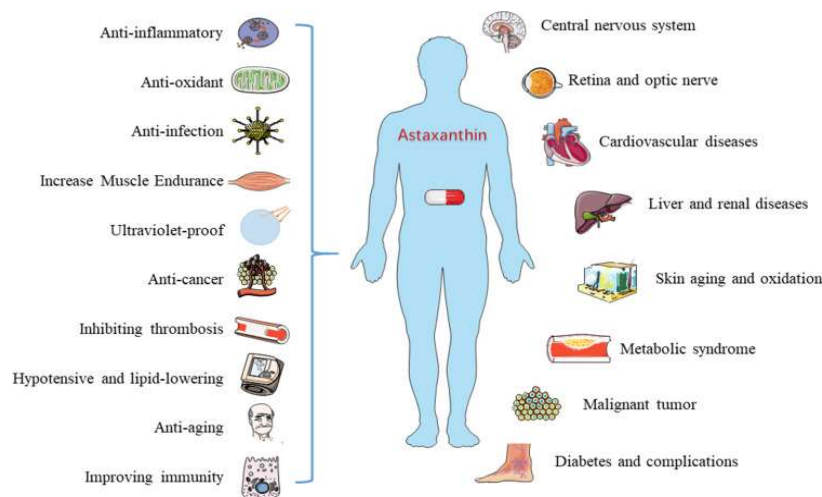 Anti-inflammatory
Anti-oxidant
Anti-infection
Increase Muscle Endurance
Ultraviolet-proof
Anti-cancer
Inhibiting thrombosis
Hypotensive and lipid-lowering
Anti-aging
Improving immunity
Astaxanthin
Central nervous system
Retina and optic nerve
Cardiovascular diseases
Liver and renal diseases
Skin aging and oxidation
Metabolic syndrome
Malignant tumor
Diabetes and complications